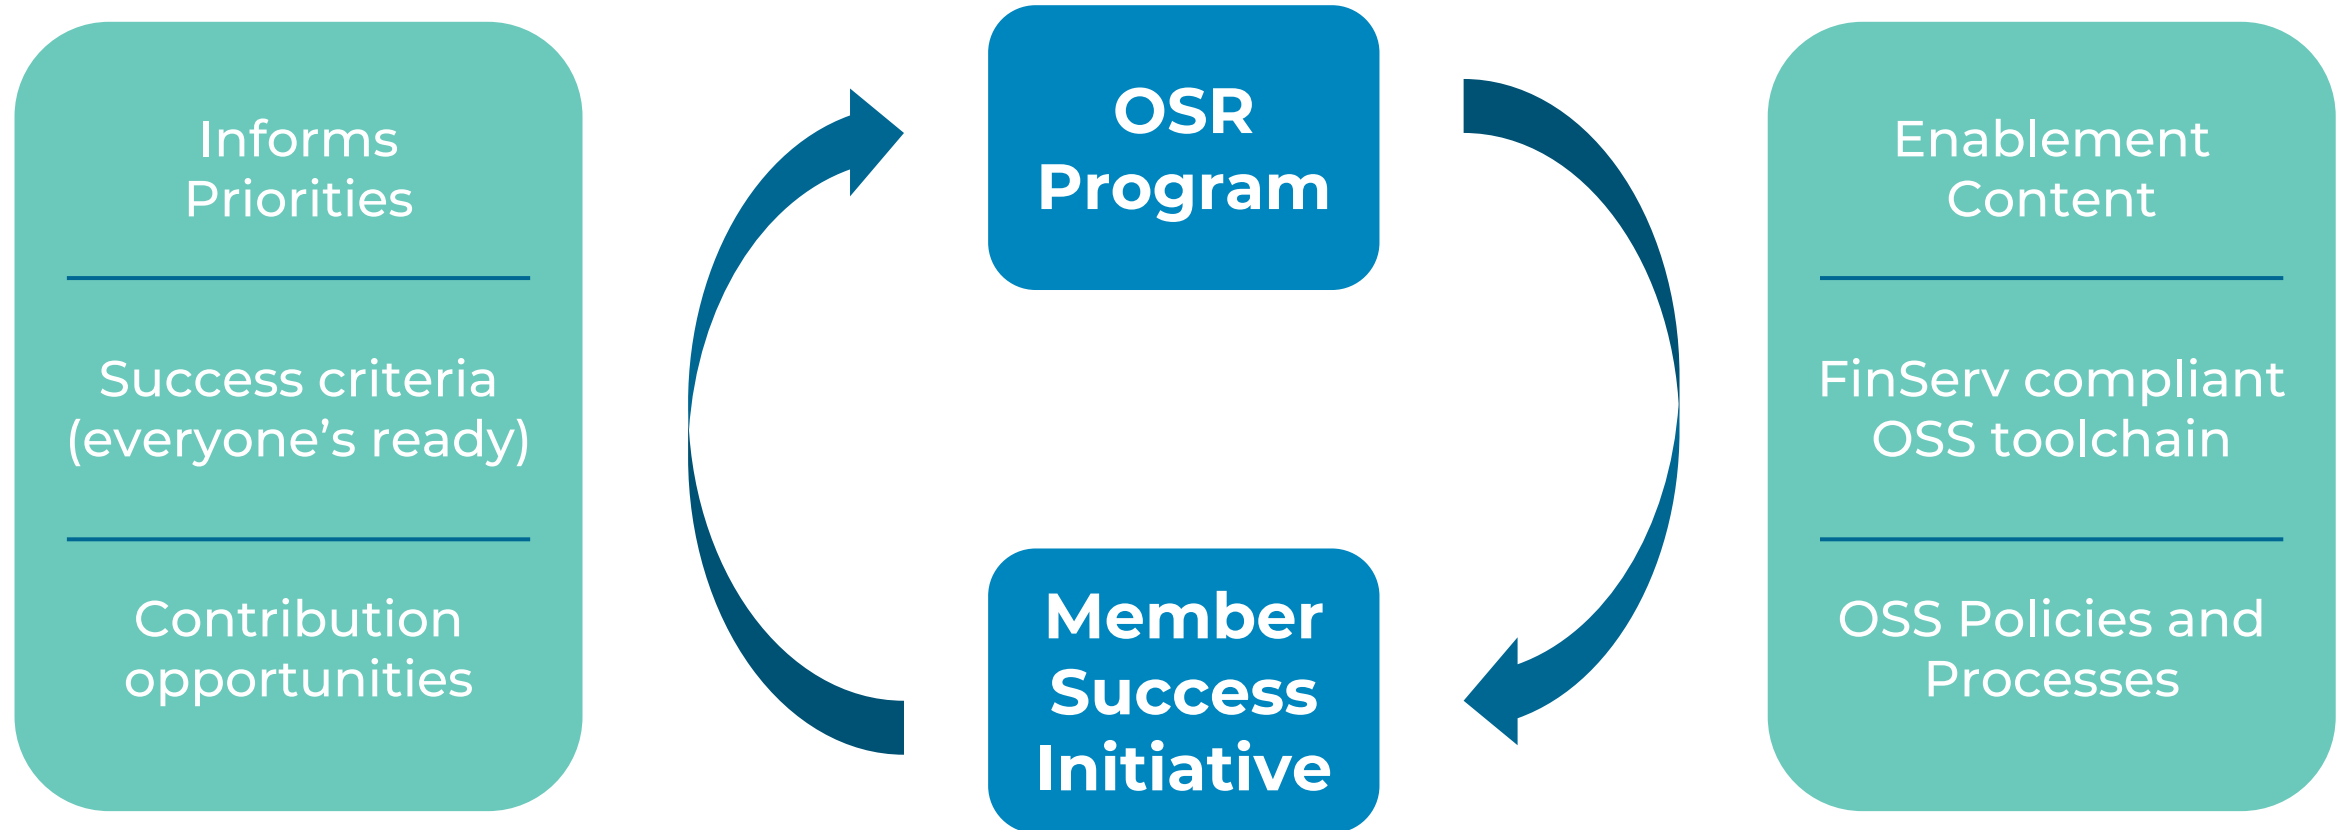 Informs
Priorities
Success criteria
(everyone’s ready)
Contribution
opportunities
OSR
Program
Member
Success
Initiative
Enablement
Content
FinServ compliant
OSS toolchain
OSS Policies and
Processes